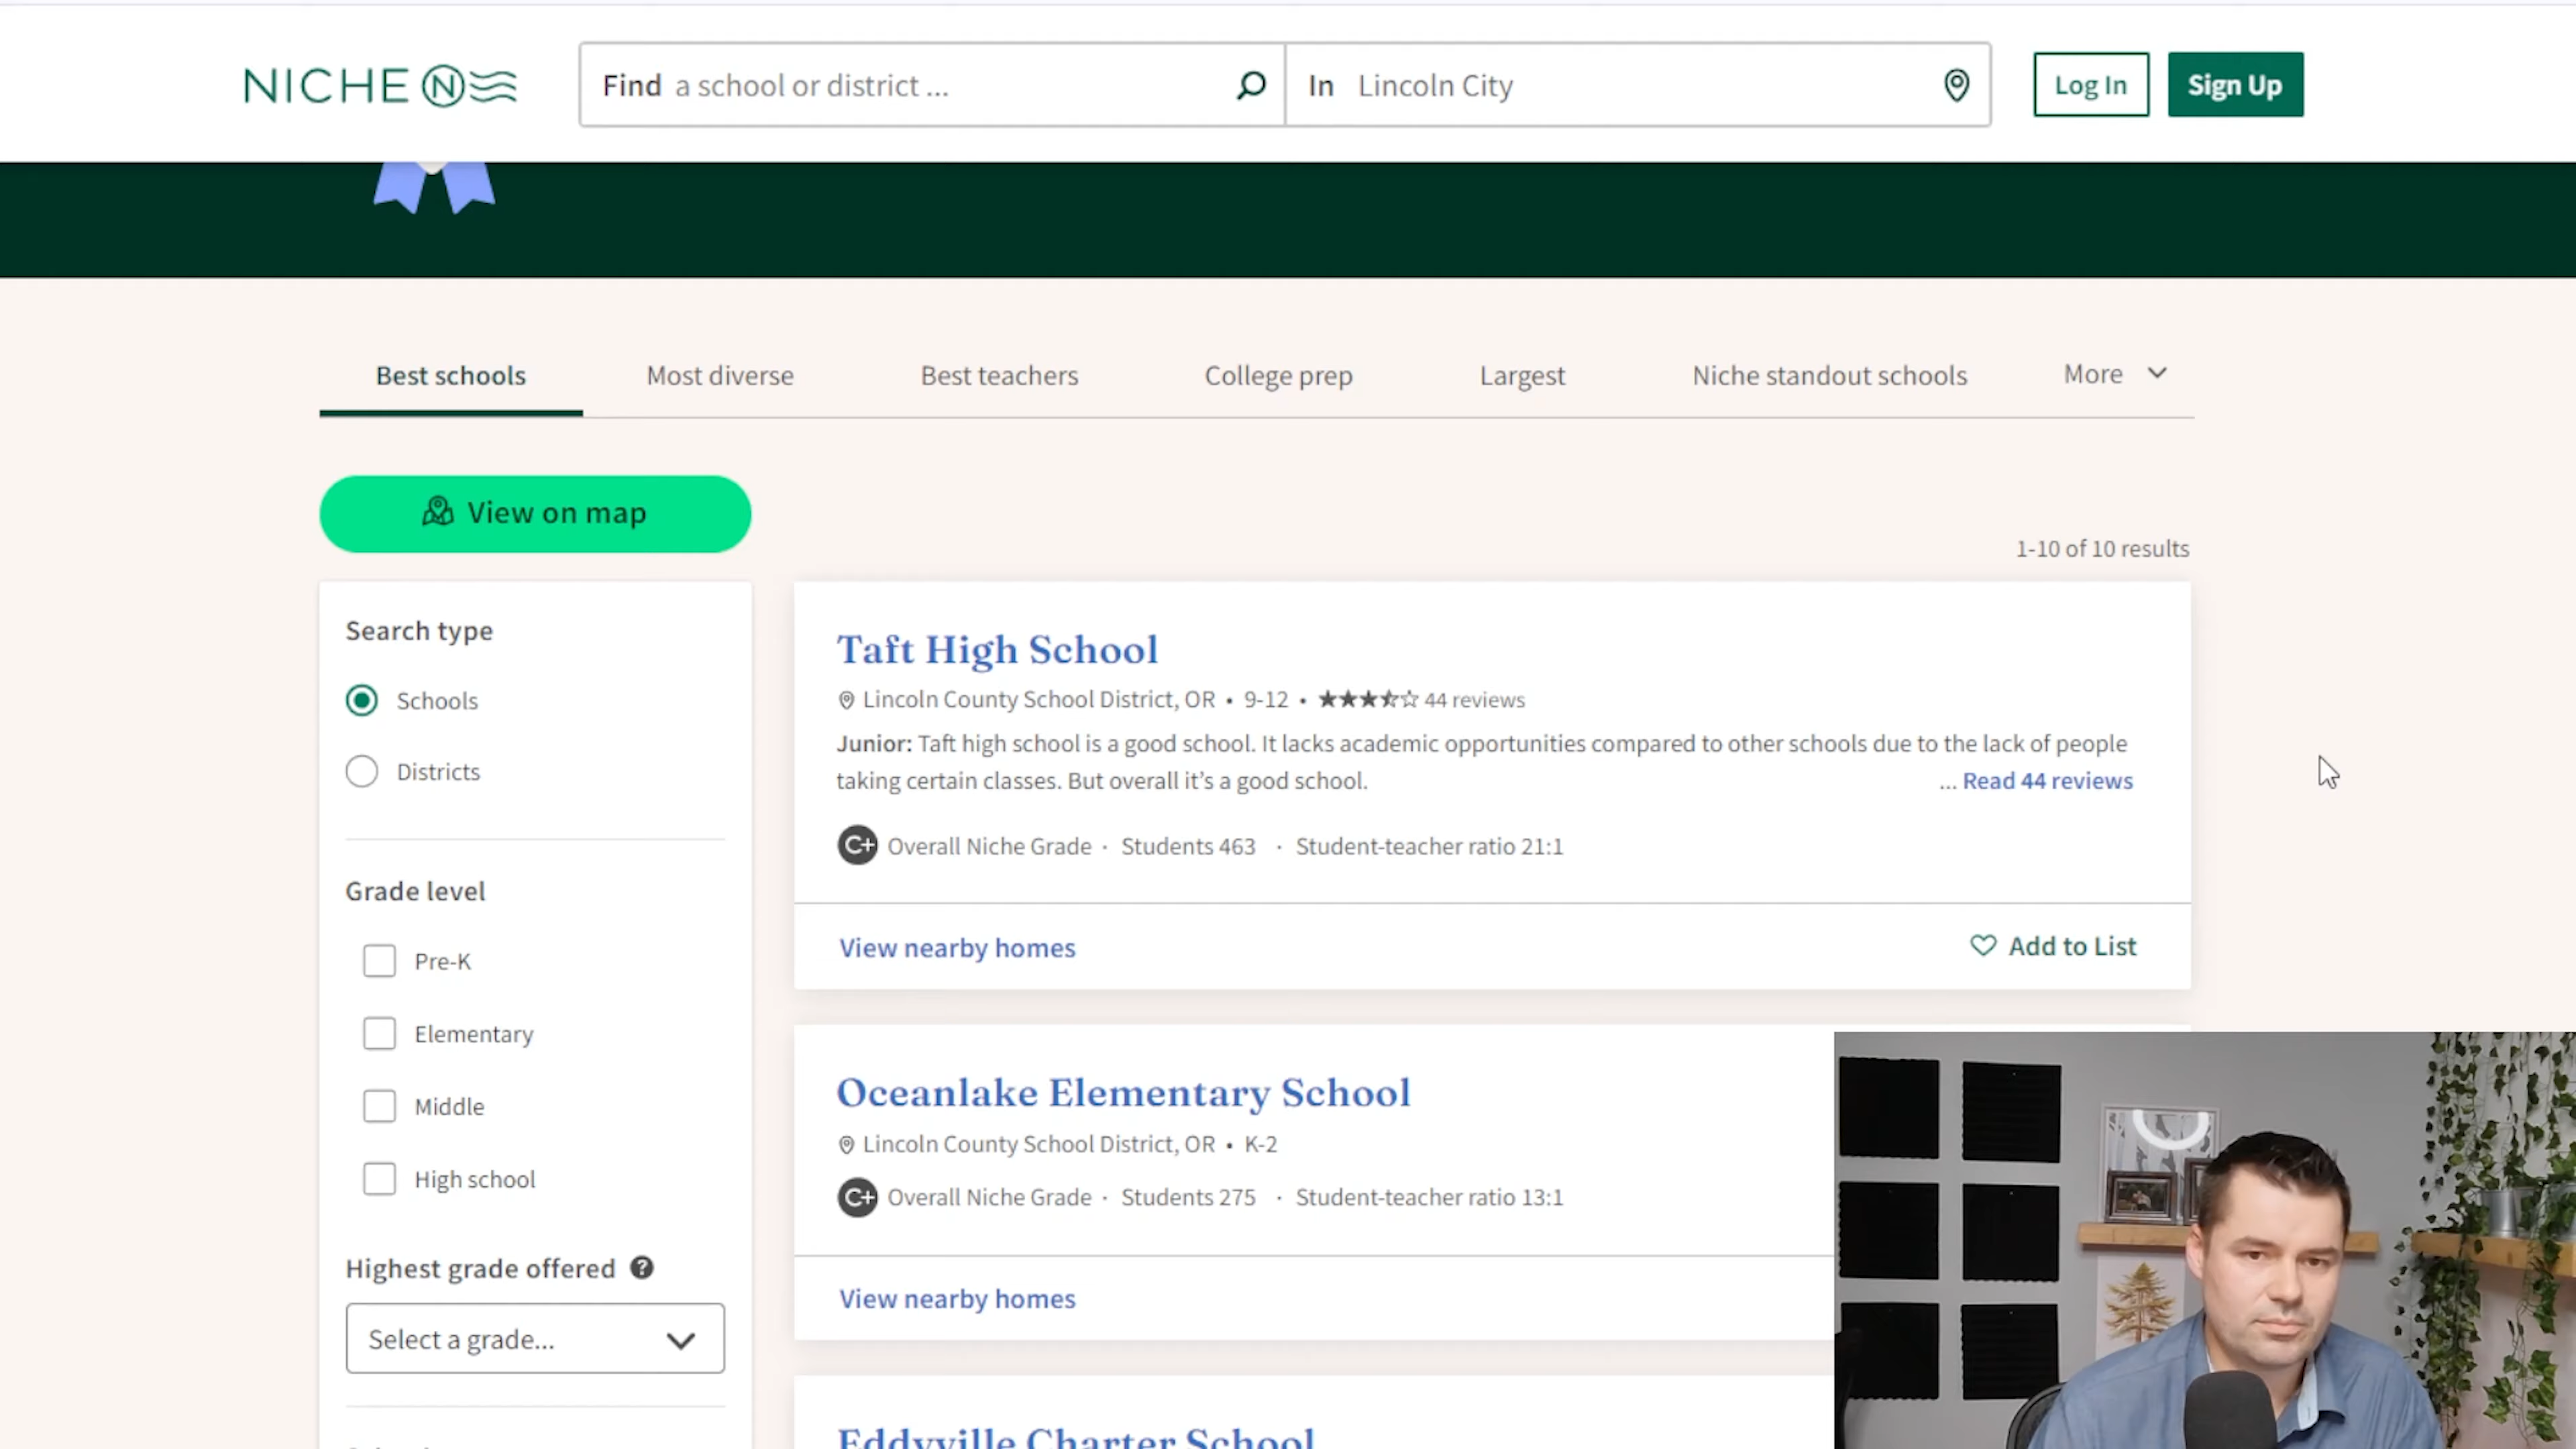 NICHE N
Find a school or district ...
In Lincoln City
Log In
Sign Up
Best schools
Most diverse
Best teachers
College prep
Largest
Niche standout schools
More
View on map
1-10 of 10 results
Search type
Schools
Districts
Grade level
Pre-K
Elementary
Middle
High school
Highest grade offered ?
Select a grade...
Taft High School
Lincoln County School District, OR • 9-12 • ★★★ 44 reviews
Junior: Taft high school is a good school. It lacks academic opportunities compared to other schools due to the lack of people
taking certain classes. But overall it's a good school.
... Read 44 reviews
C+ Overall Niche Grade · Students 463 · Student-teacher ratio 21:1
View nearby homes
Add to List
Oceanlake Elementary School
Lincoln County School District, OR • K-2
C+ Overall Niche Grade · Students 275 · Student-teacher ratio 13:1
View nearby homes
Eddyville Charter School